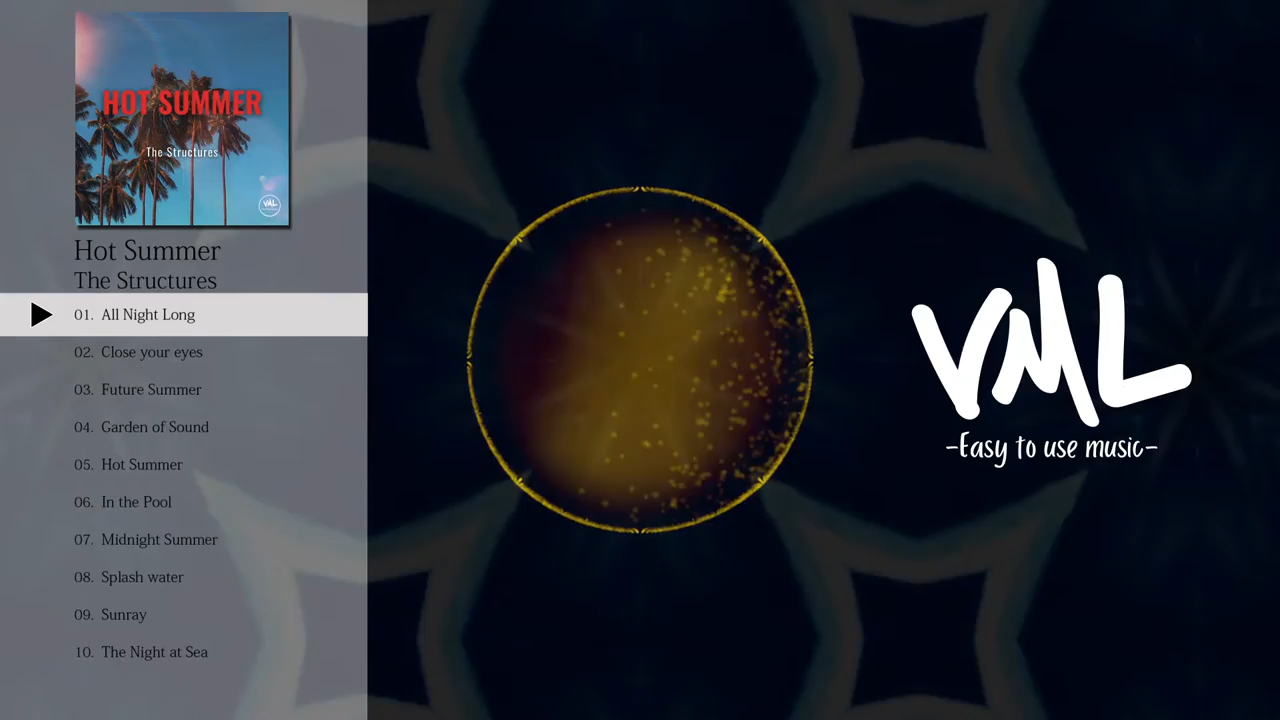 HOT SUMMER
The Structures
VML
Hot Summer
The Structures
01. All Night Long
02. Close your eyes
03. Future Summer
04. Garden of Sound
05. Hot Summer
06. In the Pool
07. Midnight Summer
08. Splash water
09. Sunray
10. The Night at Sea
VML
-Easy to use music-